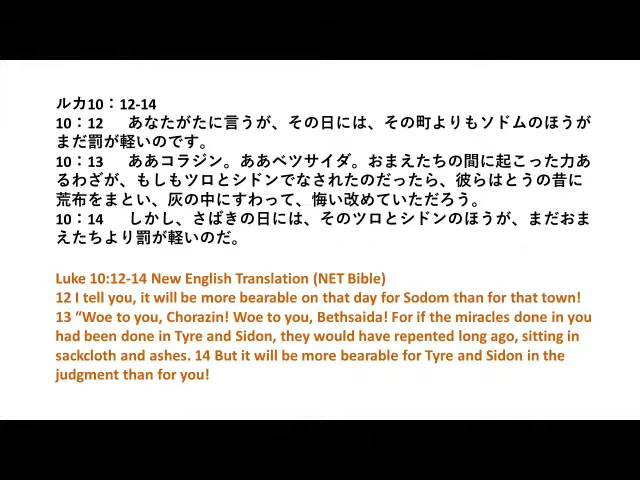 ルカ10：12-14
10：12　あなたがたに言うが、その日には、その町よりもソドムのほうが
まだ罰が軽いのです。
10：13　ああコラジン。ああベツサイダ。おまえたちの間に起こった力あ
るわざが、もしもツロとシドンでなされたのだったら、彼らはとうの昔に
荒布をまとい、灰の中にすわって、悔い改めていただろう。
10：14　しかし、さばきの日には、そのツロとシドンのほうが、まだおま
えたちより罰が軽いのだ。
Luke 10:12-14 New English Translation (NET Bible)
12 I tell you, it will be more bearable on that day for Sodom than for that town!
13 “Woe to you, Chorazin! Woe to you, Bethsaida! For if the miracles done in you
had been done in Tyre and Sidon, they would have repented long ago, sitting in
sackcloth and ashes. 14 But it will be more bearable for Tyre and Sidon in the
judgment than for you!